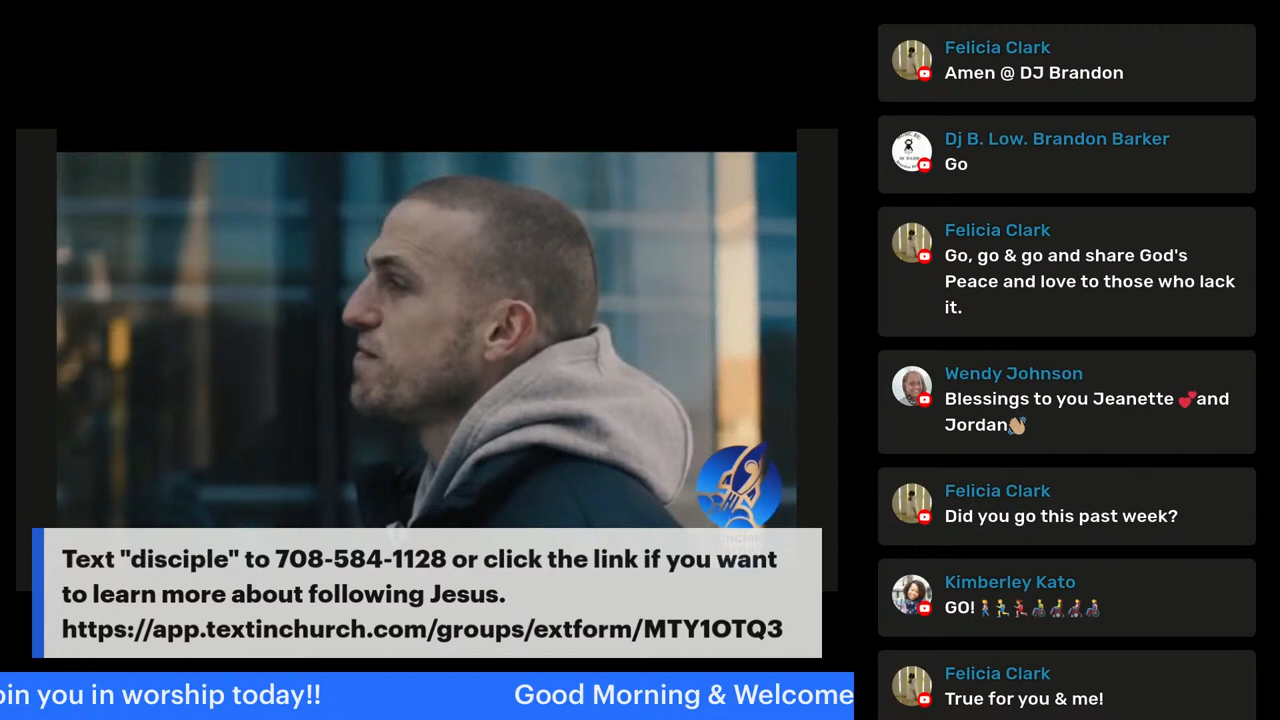 Felicia Clark
Amen @ DJ Brandon
Dj B. Low. Brandon Barker
Go
Felicia Clark
Go, go & go and share God's
Peace and love to those who lack
it.
Wendy Johnson
Blessings to you Jeanette 💕and
Jordan👋🏽
Felicia Clark
Did you go this past week?
Kimberley Kato
GO!
Felicia Clark
True for you & me!
Text "disciple" to 708-584-1128 or click the link if you want
to learn more about following Jesus.
https://app.textinchurch.com/groups/extform/MTY1OTQ3
oin you in worship today!! Good Morning & Welcome